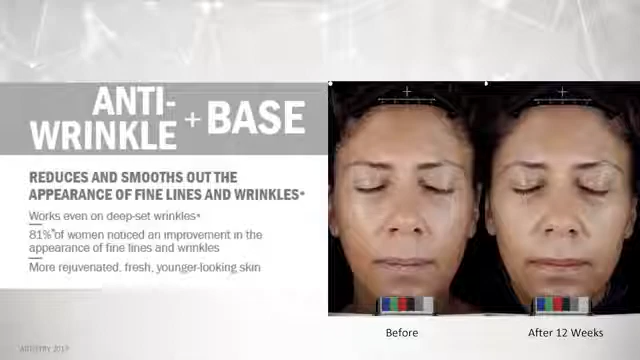 ANTI-
WRINKLE + BASE
REDUCES AND SMOOTHS OUT THE
APPEARANCE OF FINE LINES AND WRINKLES*
Works even on deep-set wrinkles*
81%* of women noticed an improvement in the
appearance of fine lines and wrinkles
More rejuvenated, fresh, younger-looking skin
Before
After 12 Weeks
ARTISTRY 2019